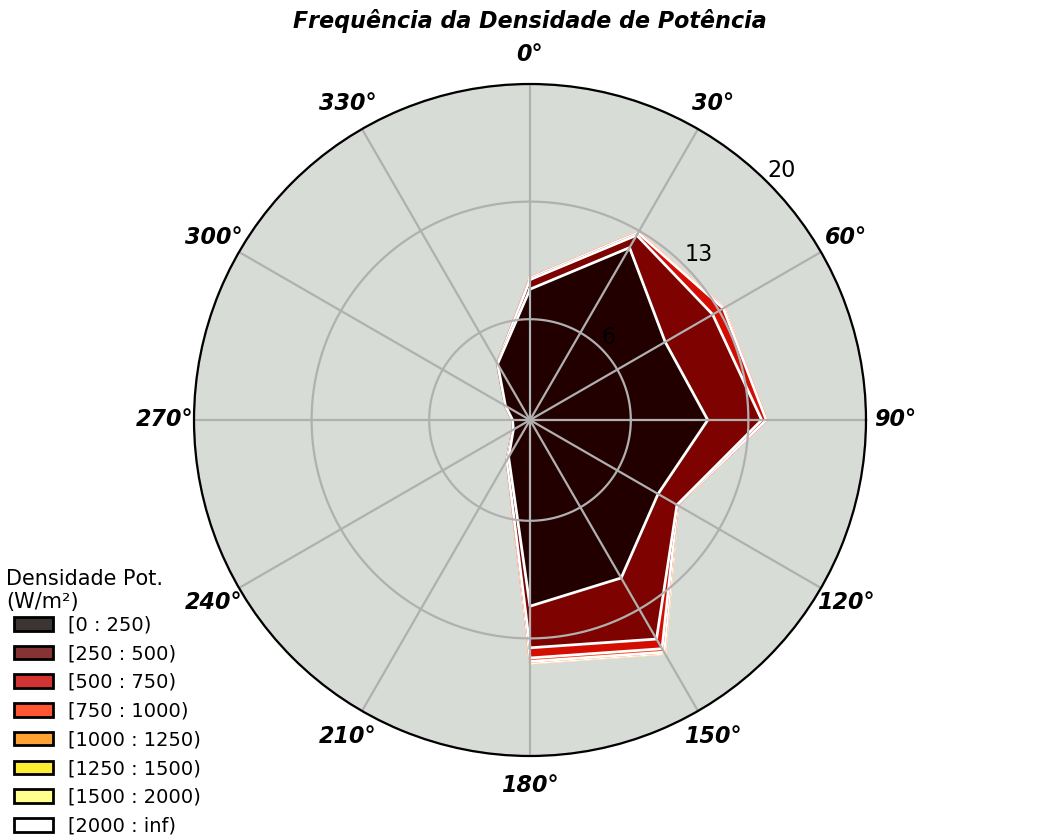 Frequência da Densidade de Potência
0°
330°
30°
20
300°
60°
13
6
270°
90°
240°
120°
210°
150°
180°
Densidade Pot.
(W/m²)
[0 : 250)
[250 : 500)
[500 : 750)
[750 : 1000)
[1000 : 1250)
[1250 : 1500)
[1500 : 2000)
[2000 : inf)